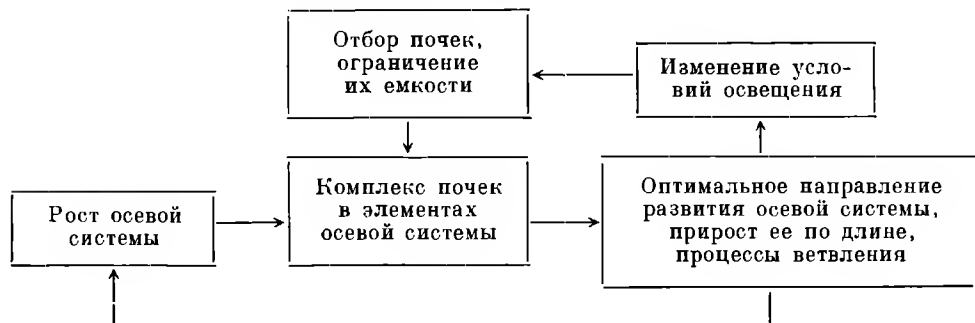 Отбор почек,
ограничение
их емкости
Изменение усло-
вий освещения
Рост осевой
системы
Комплекс почек
в элементах
осевой системы
Оптимальное направление
развития осевой системы,
прирост ее по длине,
процессы ветвления